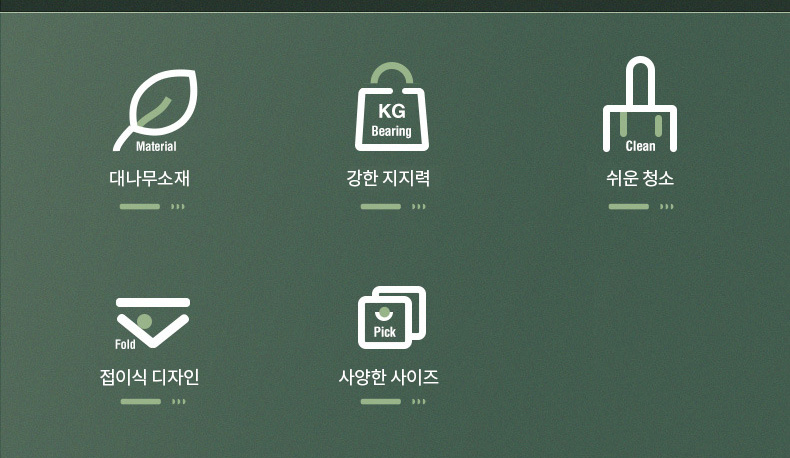 Material
대나무소재
KG
Bearing
강한 지지력
Clean
쉬운 청소
Fold
접이식 디자인
Pick
사양한 사이즈